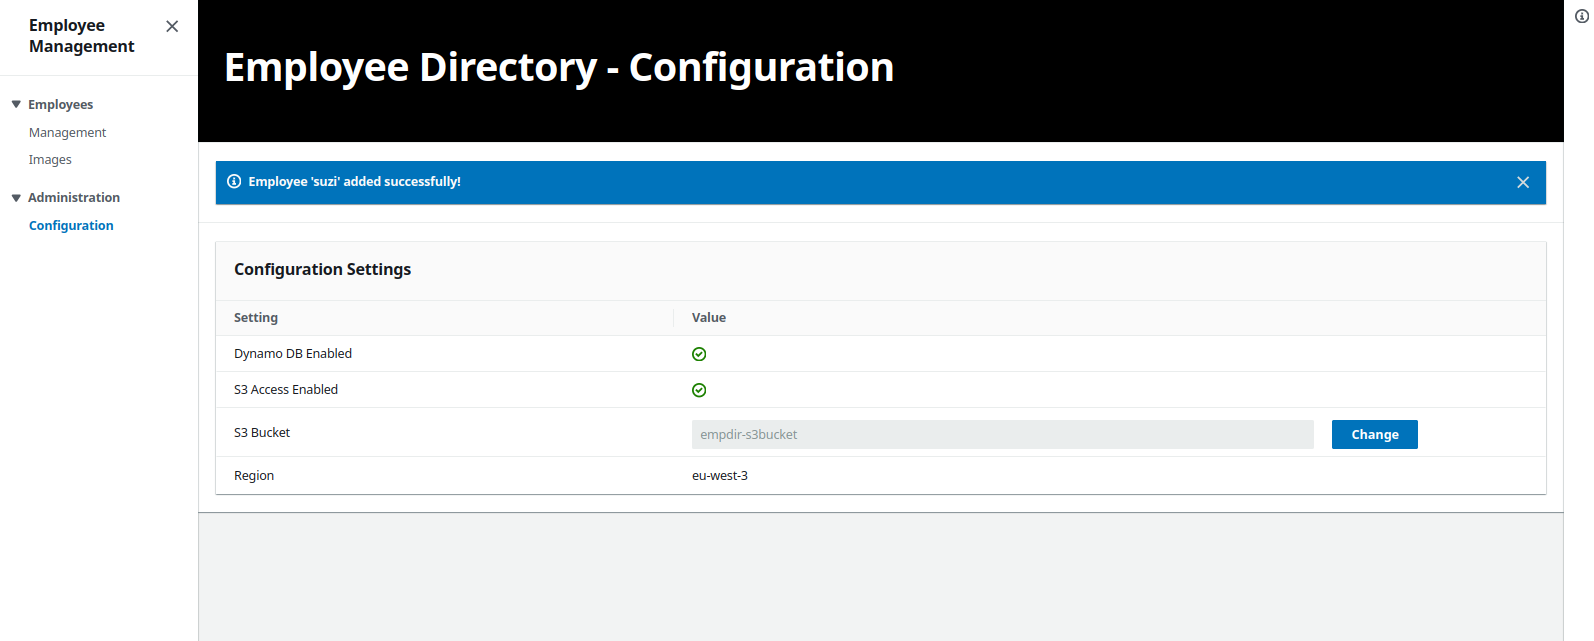 Employee
Management
Employees
Management
Images
Administration
Configuration
Employee Directory - Configuration
Employee 'suzi' added successfully!
Configuration Settings
Setting Value
Dynamo DB Enabled
S3 Access Enabled
S3 Bucket empdir-s3bucket Change
Region eu-west-3